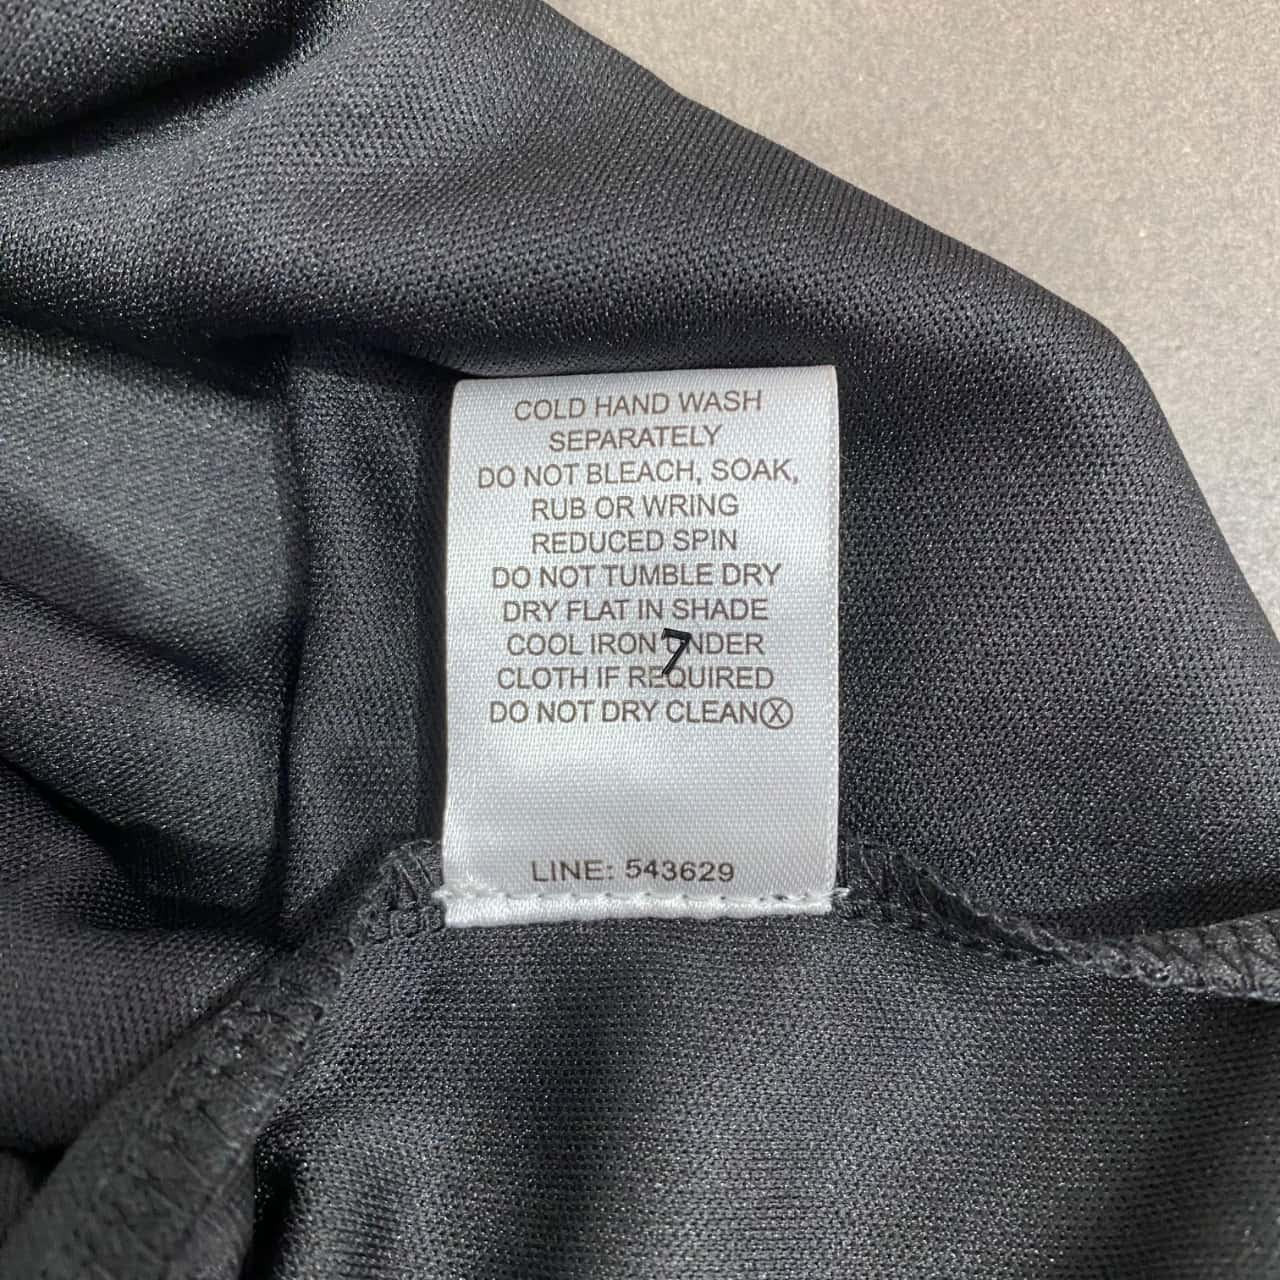 COLD HAND WASH
SEPARATELY
DO NOT BLEACH, SOAK,
RUB OR WRING
REDUCED SPIN
DO NOT TUMBLE DRY
DRY FLAT IN SHADE
COOL IRON UNDER
7
CLOTH IF REQUIRED
DO NOT DRY CLEAN Ⓧ
LINE: 543629